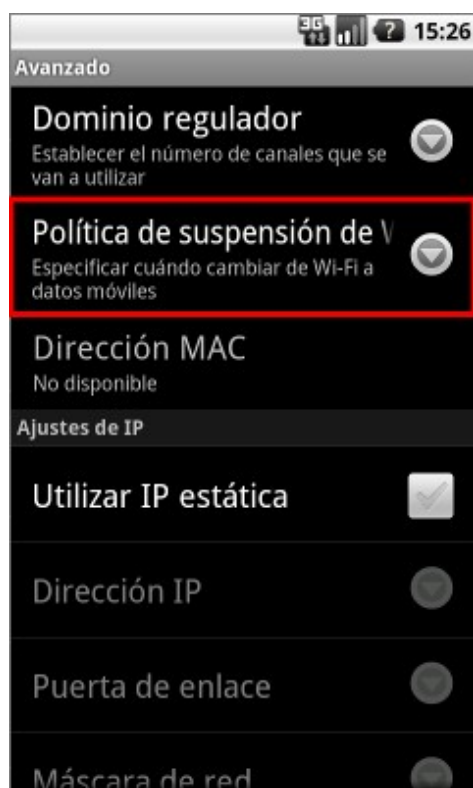 3G ? 15:26
Avanzado
Dominio regulador
Establecer el número de canales que se
van a utilizar
Política de suspensión de
Especificar cuándo cambiar de Wi-Fi a
datos móviles
Dirección MAC
No disponible
Ajustes de IP
Utilizar IP estática
Dirección IP
Puerta de enlace
Máscara de red